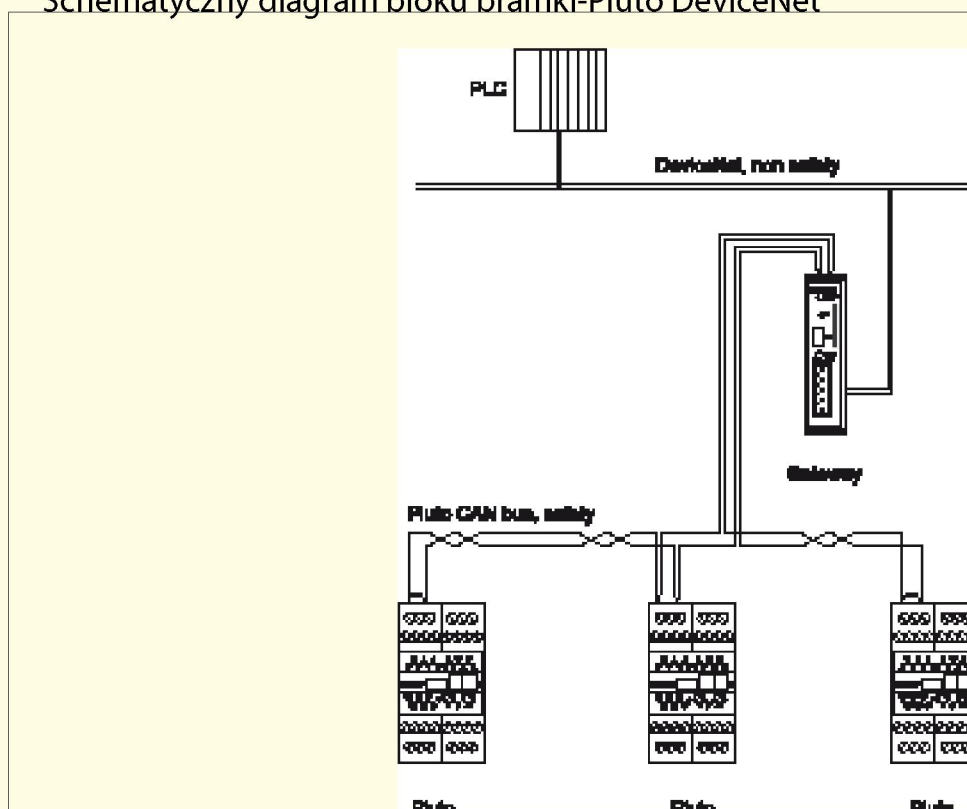 Schematyczny diagram bloku bramki-Pluto DeviceNet
PLC
DeviceNet, non safety
Gateway
Pluto CAN bus, safety
Pluto Pluto Pluto